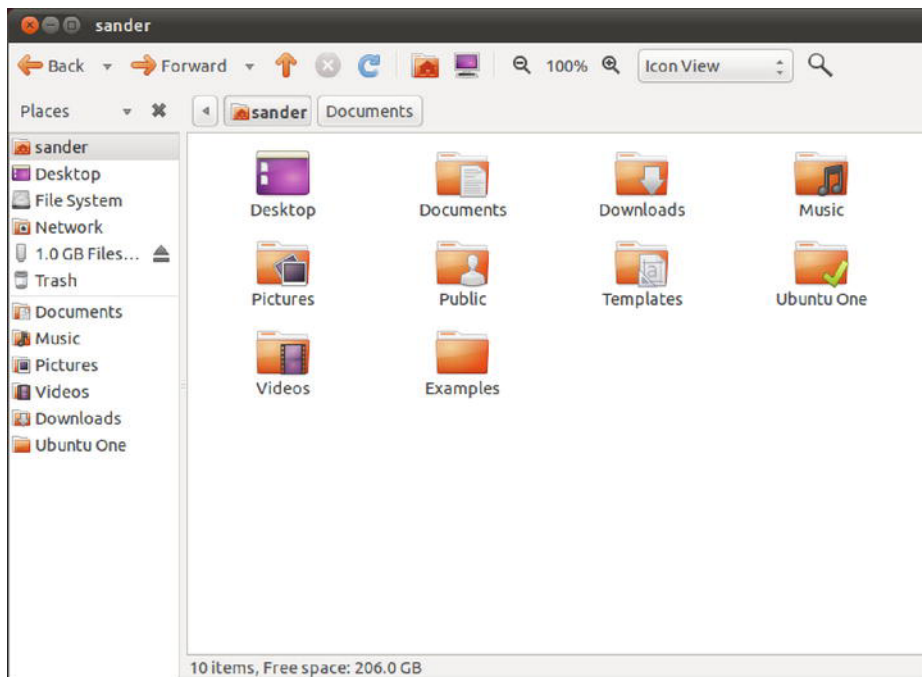 sander
Back Forward 100% Icon View
Places sander Documents
sander
Desktop
File System
Network
1.0 GB Files...
Trash
Documents
Music
Pictures
Videos
Downloads
Ubuntu One
Desktop Documents Downloads Music
Pictures Public Templates Ubuntu One
Videos Examples
10 items, Free space: 206.0 GB